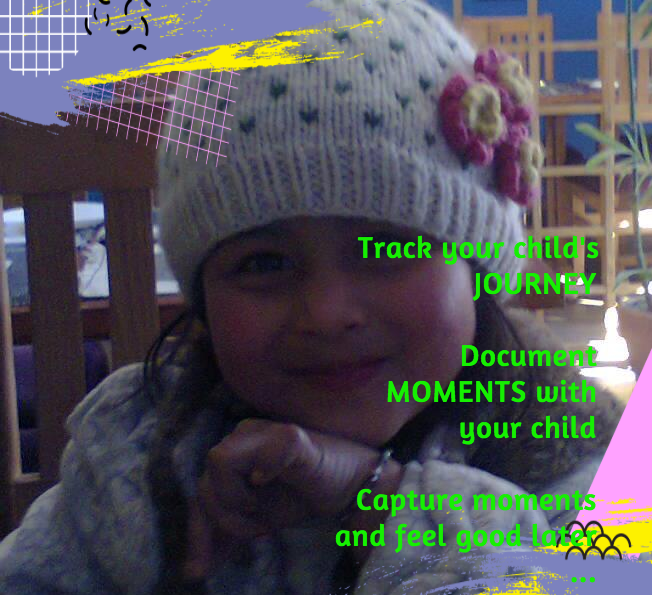 Track your child's
JOURNEY
Document
MOMENTS with
your child
Capture moments
and feel good later
...